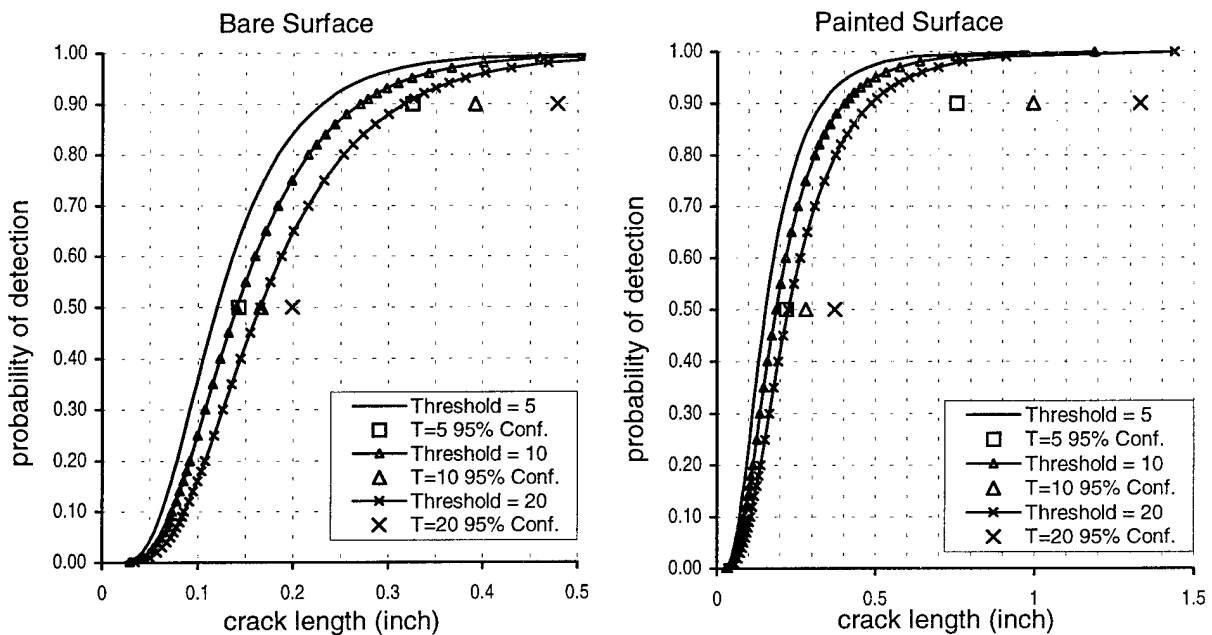 Bare Surface
probability of detection
1.00
0.90
0.80
0.70
0.60
0.50
0.40
0.30
0.20
0.10
0.00
Threshold = 5
T=5 95% Conf.
Threshold = 10
T=10 95% Conf.
Threshold = 20
T=20 95% Conf.
0
0.1
0.2
0.3
0.4
0.5
crack length (inch)
Painted Surface
probability of detection
1.00
0.90
0.80
0.70
0.60
0.50
0.40
0.30
0.20
0.10
0.00
Threshold = 5
T=5 95% Conf.
Threshold = 10
T=10 95% Conf.
Threshold = 20
T=20 95% Conf.
0
0.5
1
1.5
crack length (inch)